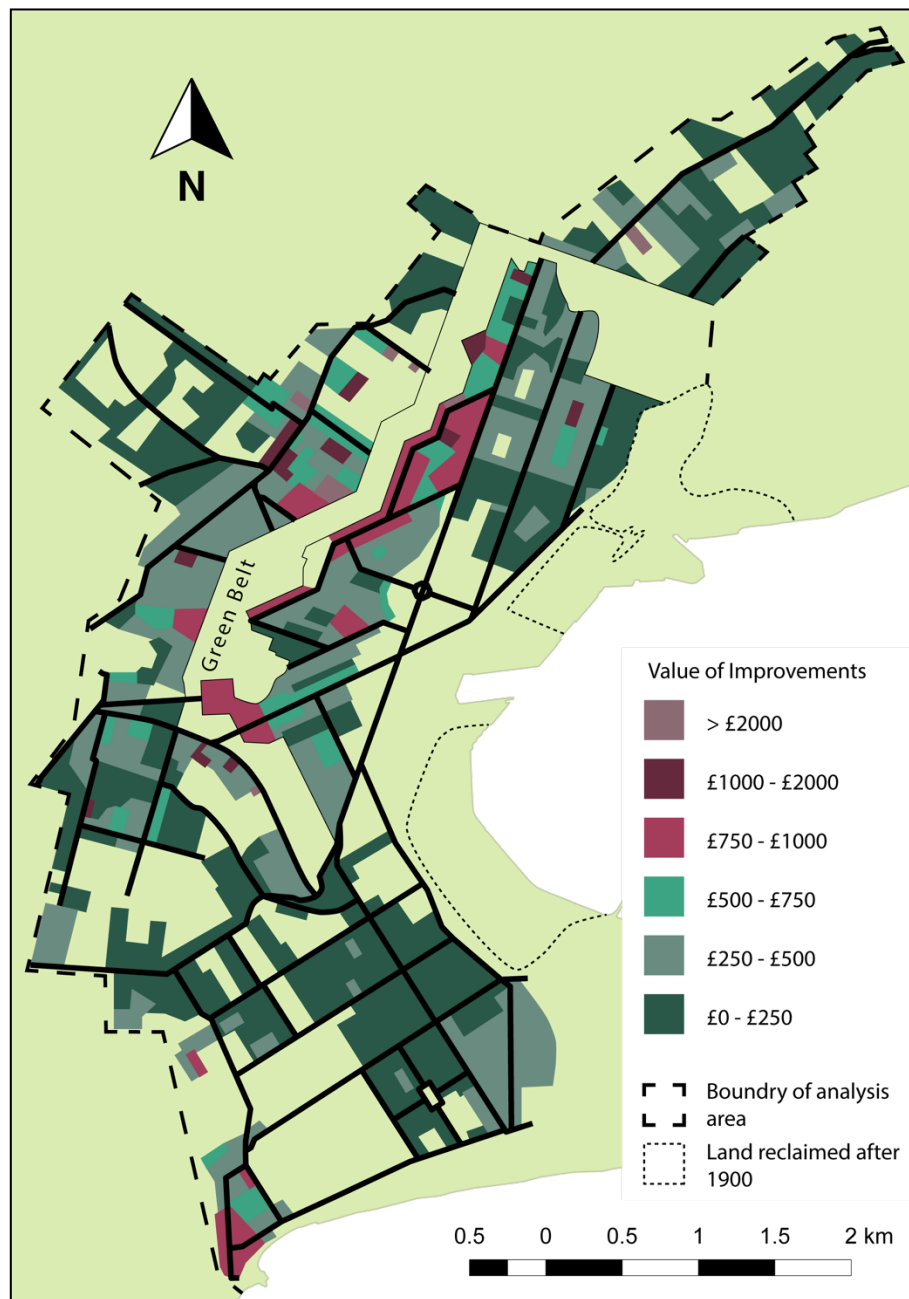 N
Green Belt
Value of Improvements
> £2000
£1000 - £2000
£750 - £1000
£500 - £750
£250 - £500
£0 - £250
Boundry of analysis
area
Land reclaimed after
1900
0.5 0 0.5 1 1.5 2 km